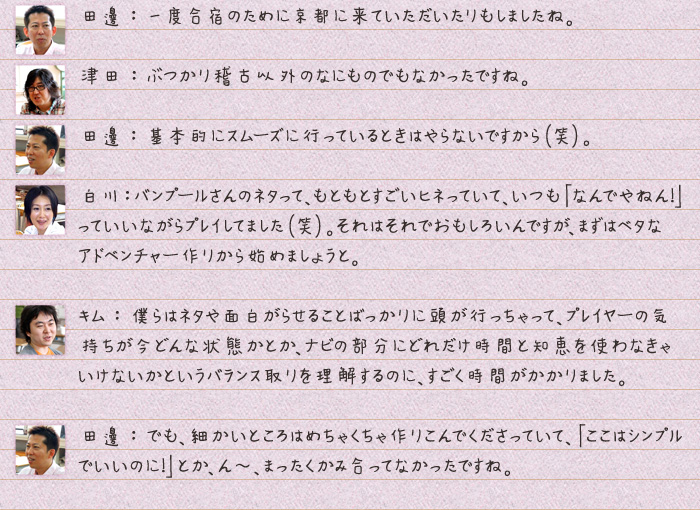 田邊：一度合宿のために京都に来ていただいたりもしましたね。
津田：ぶつかり稽古以外のなにものでもなかったですね。
田邊：基本的にスムーズに行っているときはやらないですから（笑）。
白川：バンプールさんのネタって、もともとすごいヒネっていて、いつも「なんでやねん！」
っていいながらプレイしてました（笑）。それはそれでおもしろいんですが、まずはベタな
アドベンチャー作りから始めましょうと。
キム：僕らはネタや面白がらせることばっかりに頭が行っちゃって、プレイヤーの気
持ちが今どんな状態かとか、ナビの部分にどれだけ時間と知恵を使わなきゃ
いけないかというバランス取りを理解するのに、すごく時間がかかりました。
田邊：でも、細かいところはめちゃくちゃ作りこんでくださっていて、「ここはシンプル
でいいのに！」とか、ん〜、まったくかみ合ってなかったですね。